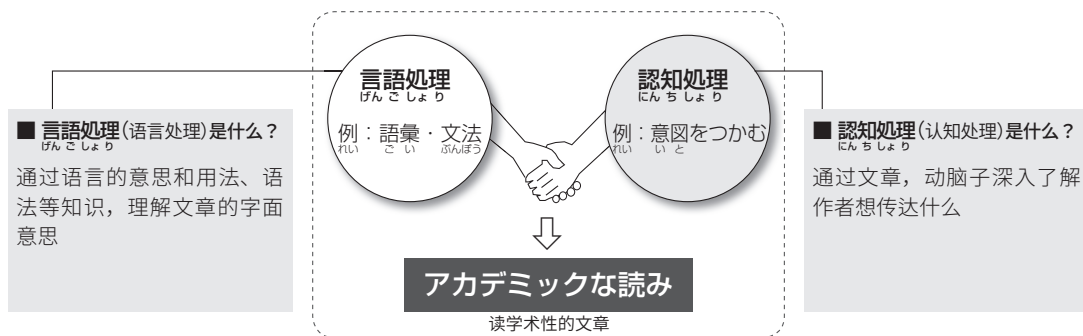 言語処理
げんごしょり
例：語彙・文法
れい ごい ぶんぽう
認知処理
にんちしょり
例：意図をつかむ
れい いと
■ 言語処理(语言处理)是什么？
げんごしょり
通过语言的意思和用法、语
法等知识，理解文章的字面
意思
■ 認知処理(认知处理)是什么？
にんちしょり
通过文章，动脑子深入了解
作者想传达什么
アカデミックな読み
读学术性的文章